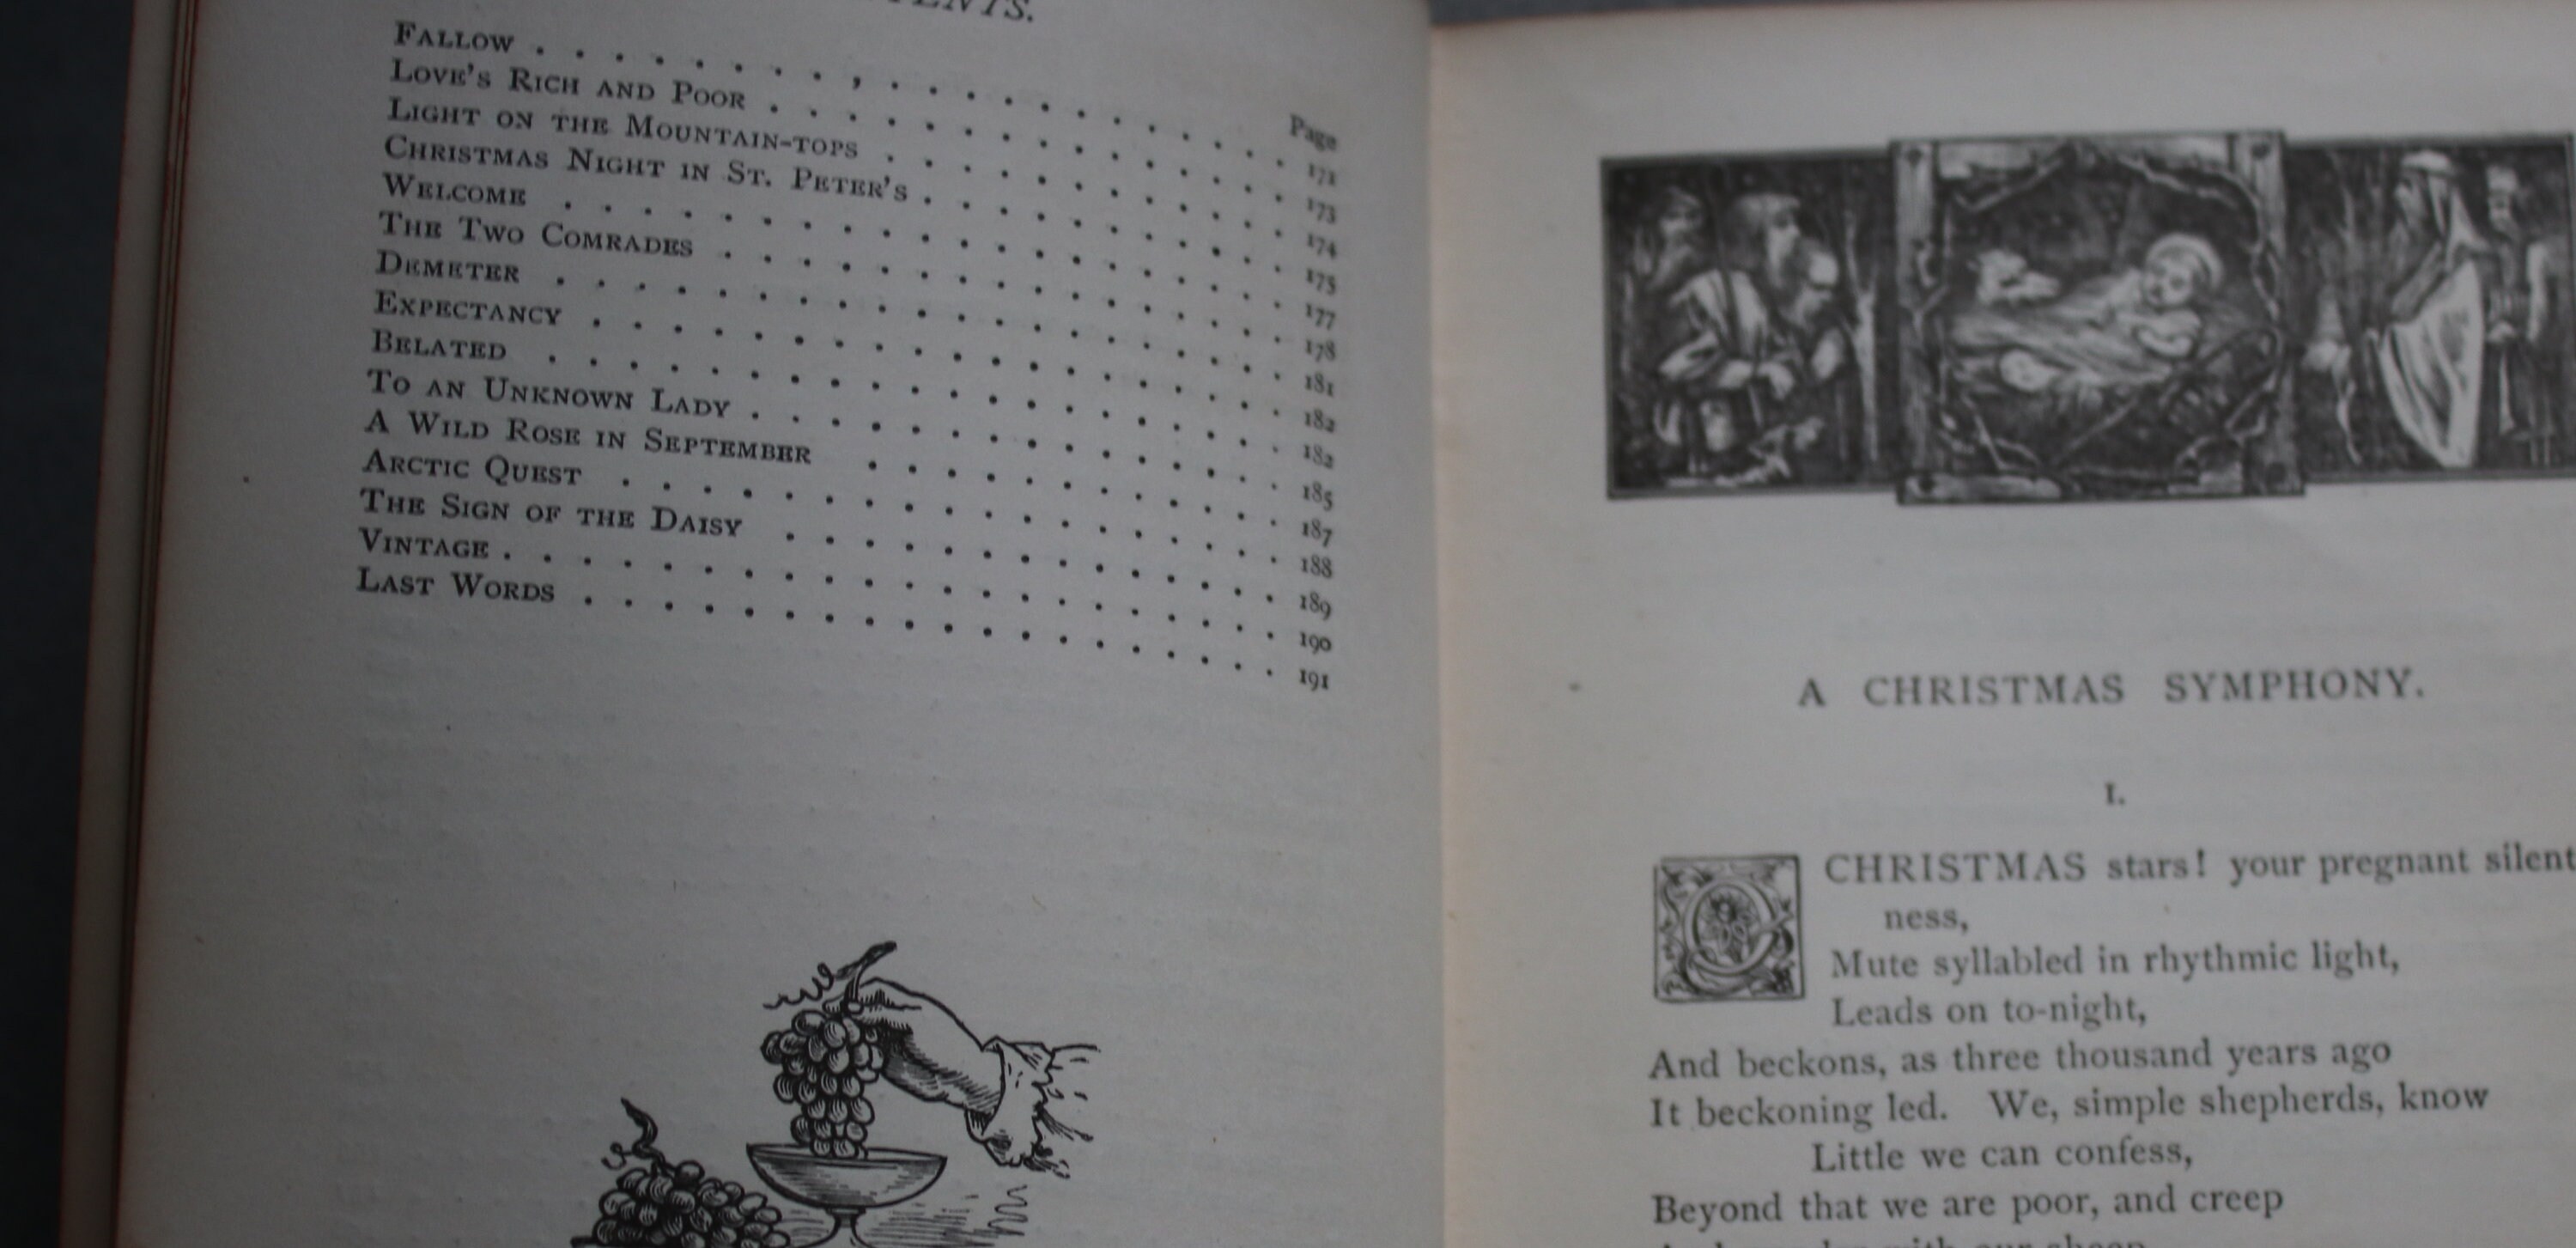 Page
FALLOW . . . . . . . . , . . . . . . . . . . . 171
LOVE'S RICH AND POOR . . . . . . . . . . . . . . 173
LIGHT ON THE MOUNTAIN-TOPS . . . . . . . . . . . 174
CHRISTMAS NIGHT IN ST. PETER'S . . . . . . . . . . 175
WELCOME . . . . . . . . . . . . . . . . . . . 177
THE TWO COMRADES . . . . . . . . . . . . . . . 178
DEMETER . . . . . . . . . . . . . . . . . . . 181
EXPECTANCY . . . . . . . . . . . . . . . . . . 182
BELATED . . . . . . . . . . . . . . . . . . . 182
TO AN UNKNOWN LADY . . . . . . . . . . . . . . 185
A WILD ROSE IN SEPTEMBER . . . . . . . . . . . 187
ARCTIC QUEST . . . . . . . . . . . . . . . . . 188
THE SIGN OF THE DAISY . . . . . . . . . . . . . 189
VINTAGE . . . . . . . . . . . . . . . . . . . . 190
LAST WORDS . . . . . . . . . . . . . . . . . . 191
A CHRISTMAS SYMPHONY.
I.
CHRISTMAS stars! your pregnant silent
ness,
Mute syllabled in rhythmic light,
Leads on to-night,
And beckons, as three thousand years ago
It beckoning led. We, simple shepherds, know
Little we can confess,
Beyond that we are poor, and creep